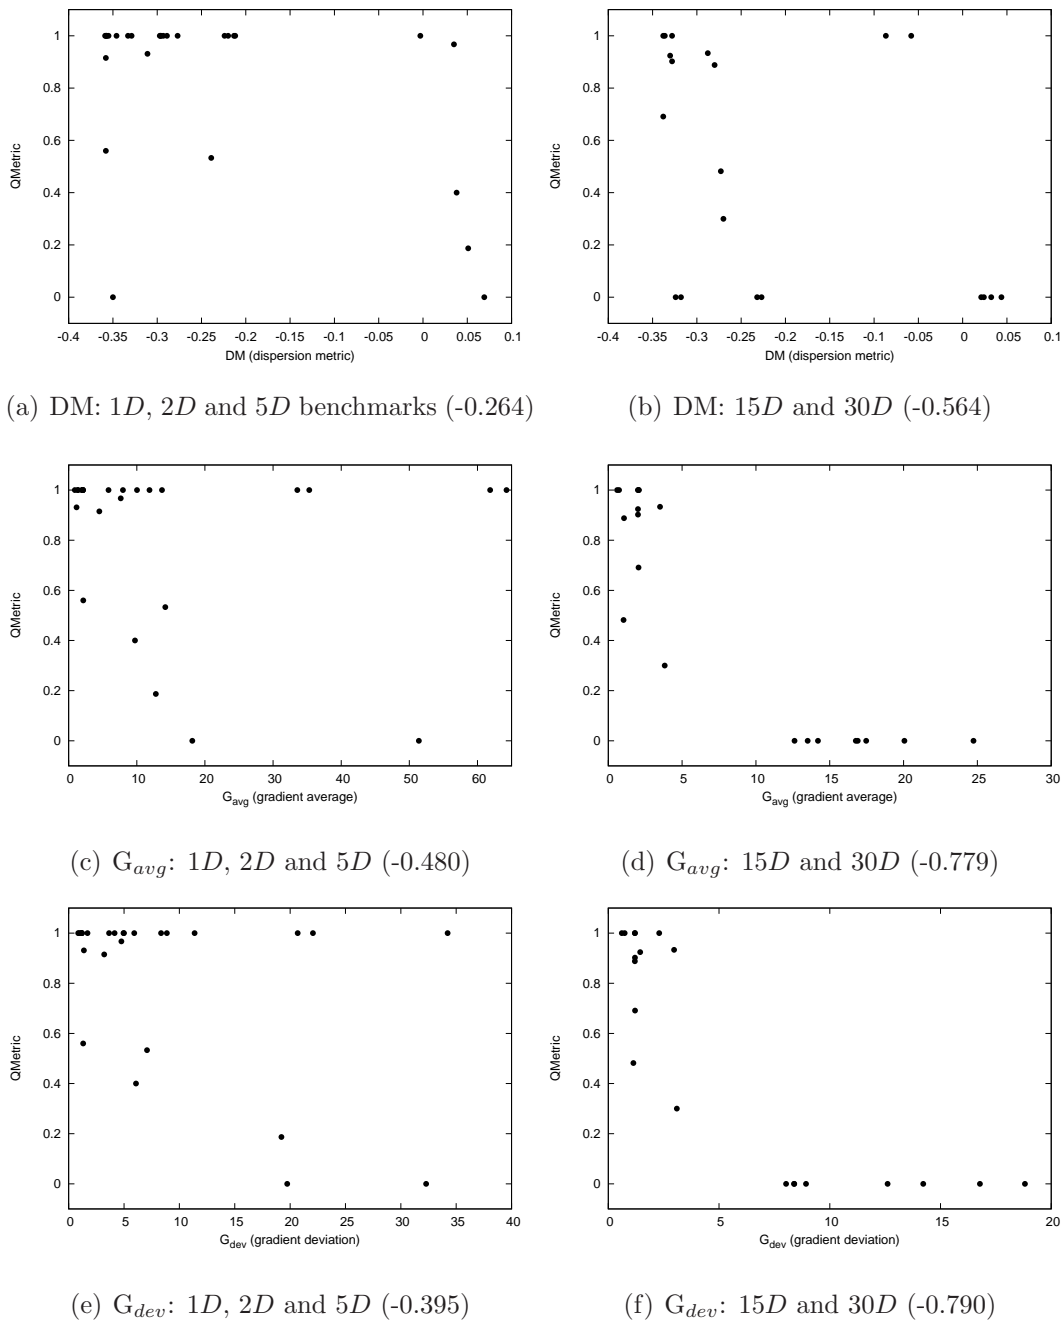 1
0.8
0.6
0.4
0.2
0
QMetric
-0.4 -0.35 -0.3 -0.25 -0.2 -0.15 -0.1 -0.05 0 0.05 0.1
DM (dispersion metric)
(a) DM: 1D, 2D and 5D benchmarks (-0.264)
1
0.8
0.6
0.4
0.2
0
QMetric
-0.4 -0.35 -0.3 -0.25 -0.2 -0.15 -0.1 -0.05 0 0.05 0.1
DM (dispersion metric)
(b) DM: 15D and 30D (-0.564)
1
0.8
0.6
0.4
0.2
0
QMetric
0 10 20 30 40 50 60
Gavg (gradient average)
(c) Gavg: 1D, 2D and 5D (-0.480)
1
0.8
0.6
0.4
0.2
0
QMetric
0 5 10 15 20 25 30
Gavg (gradient average)
(d) Gavg: 15D and 30D (-0.779)
1
0.8
0.6
0.4
0.2
0
QMetric
0 5 10 15 20 25 30 35 40
Gdev (gradient deviation)
(e) Gdev: 1D, 2D and 5D (-0.395)
1
0.8
0.6
0.4
0.2
0
QMetric
0 5 10 15 20
Gdev (gradient deviation)
(f) Gdev: 15D and 30D (-0.790)